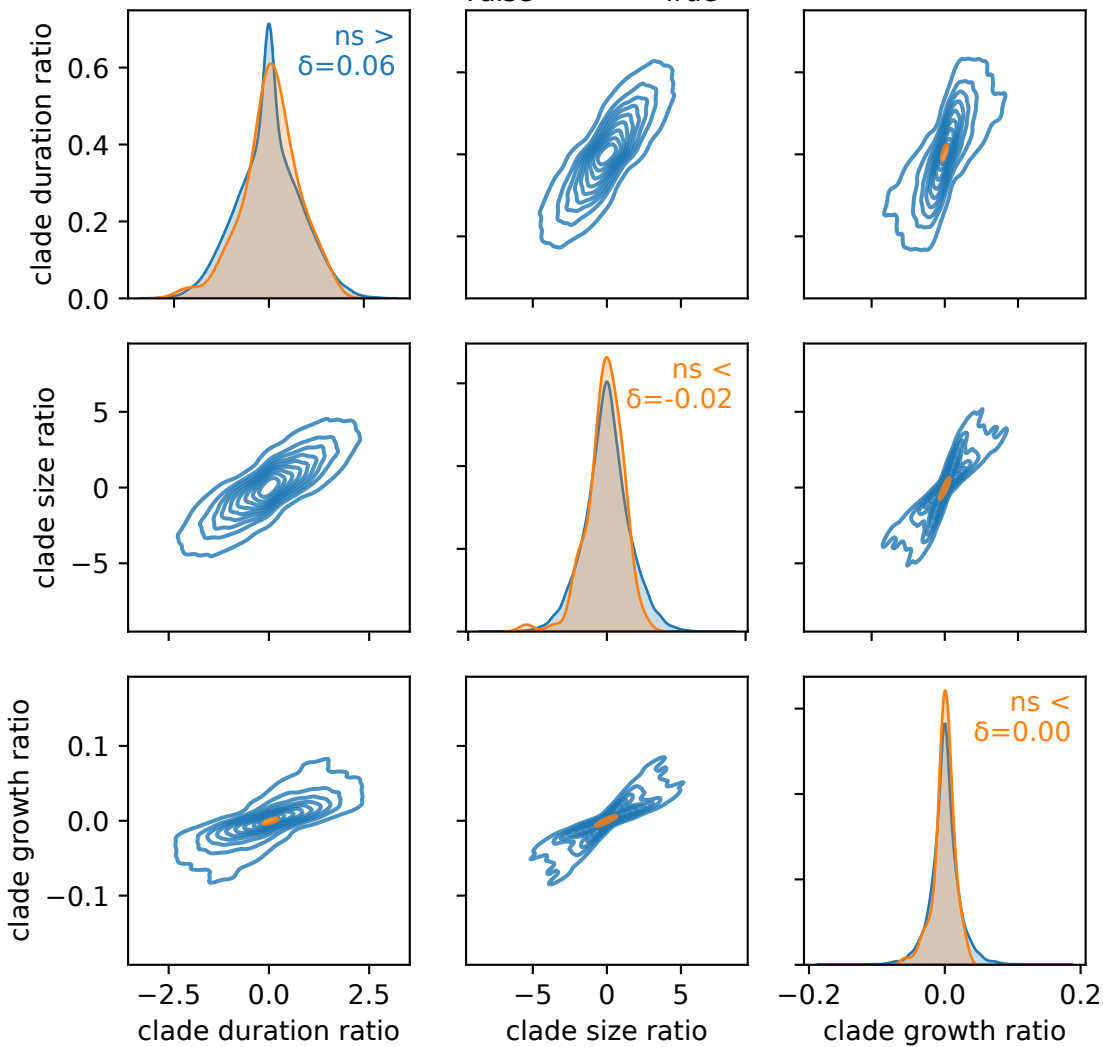 clade duration ratio
0.6
0.4
0.2
0.0
ns >
δ=0.06
clade size ratio
5
0
−5
ns <
δ=-0.02
clade growth ratio
0.1
0.0
−0.1
ns <
δ=0.00
−2.5 0.0 2.5
−5 0 5
−0.2 0.0 0.2
clade duration ratio
clade size ratio
clade growth ratio